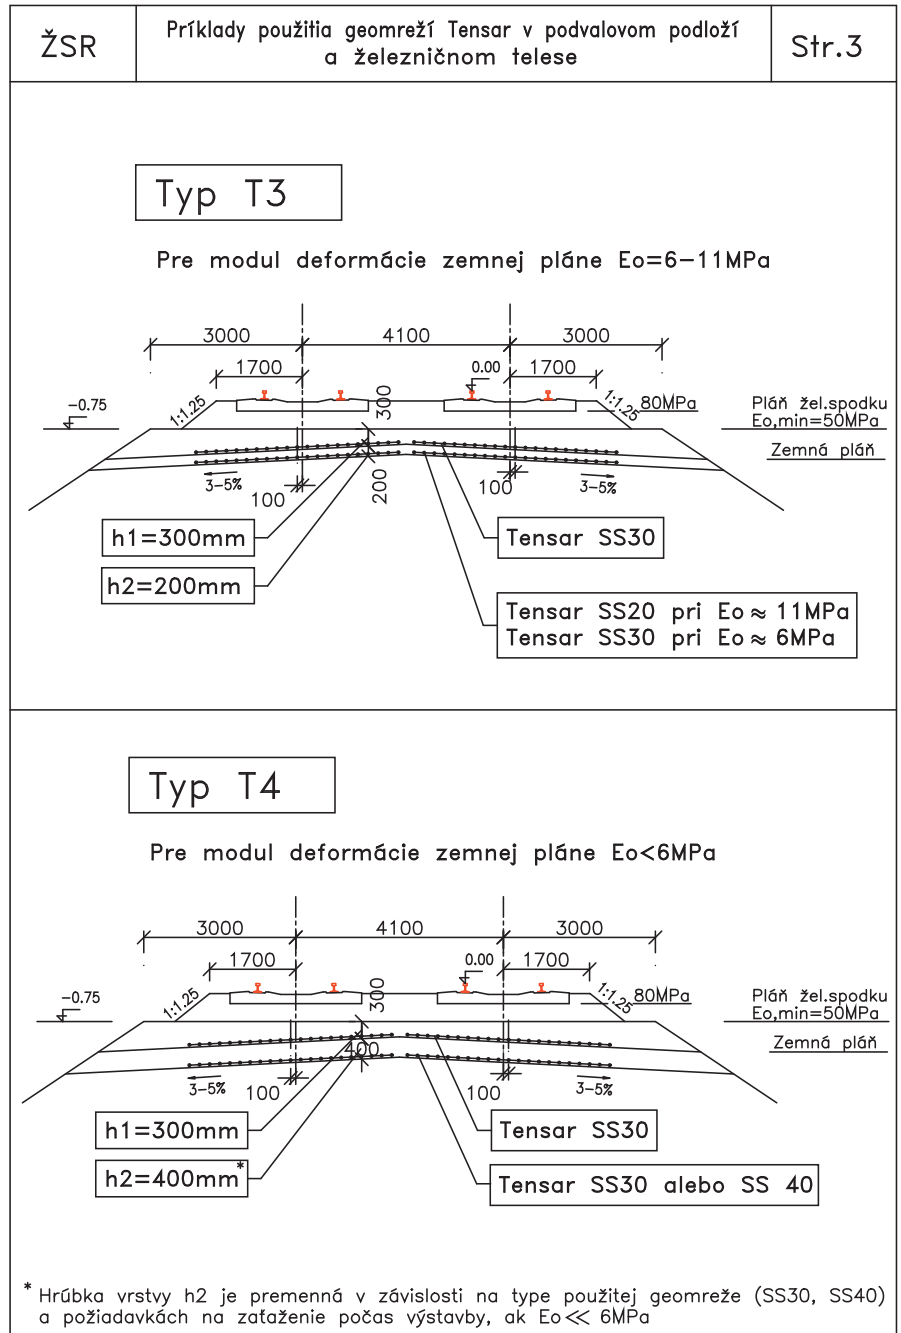 ŽSR
Príklady použitia geomreží Tensar v podvalovom podloží
a železničnom telese
Str.3
Typ T3
Pre modul deformácie zemnej pláne Eo=6-11MPa
3000
4100
3000
1700
0.00
1700
300
-0.75
1:1.25
1:1.25
80MPa
Pláň žel.spodku
Eo,min=50MPa
Zemná pláň
3-5%
100
200
100
3-5%
h1=300mm
Tensar SS30
h2=200mm
Tensar SS20 pri Eo≈ 11MPa
Tensar SS30 pri Eo≈ 6MPa
Typ T4
Pre modul deformácie zemnej pláne Eo<6MPa
3000
4100
3000
1700
0.00
1700
300
-0.75
1:1.25
1:1.25
80MPa
Pláň žel.spodku
Eo,min=50MPa
Zemná pláň
400
3-5%
100
100
3-5%
h1=300mm
Tensar SS30
h2=400mm*
Tensar SS30 alebo SS 40
* Hrúbka vrstvy h2 je premenná v závislosti na type použitej geomreže (SS30, SS40)
a požiadavkách na zaťaženie počas výstavby, ak Eo<< 6MPa